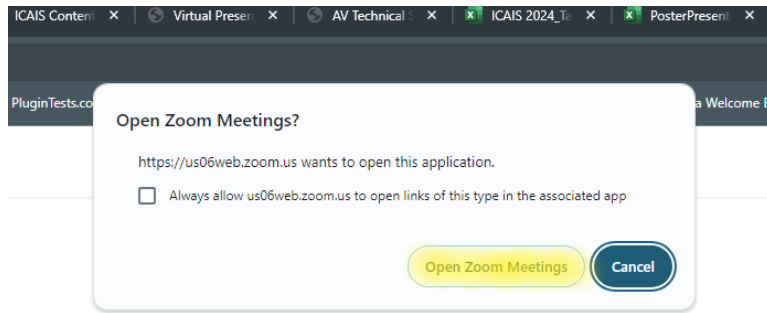 ICAIS Content Virtual Presen AV Technical S ICAIS 2024_Ta PosterPresent
PluginTests.co a Welcome E
Open Zoom Meetings?
https://us06web.zoom.us wants to open this application.
Always allow us06web.zoom.us to open links of this type in the associated app
Open Zoom Meetings Cancel